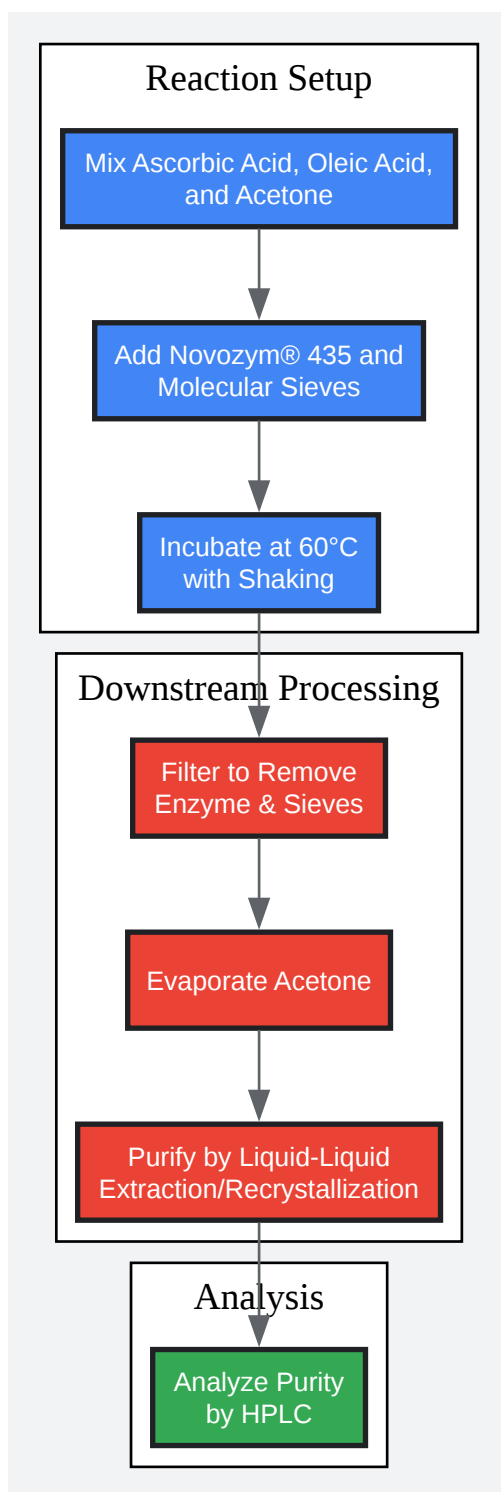 Reaction Setup
Mix Ascorbic Acid, Oleic Acid,
and Acetone
Add Novozym® 435 and
Molecular Sieves
Incubate at 60°C
with Shaking
Downstream Processing
Filter to Remove
Enzyme & Sieves
Evaporate Acetone
Purify by Liquid-Liquid
Extraction/Recrystallization
Analysis
Analyze Purity
by HPLC